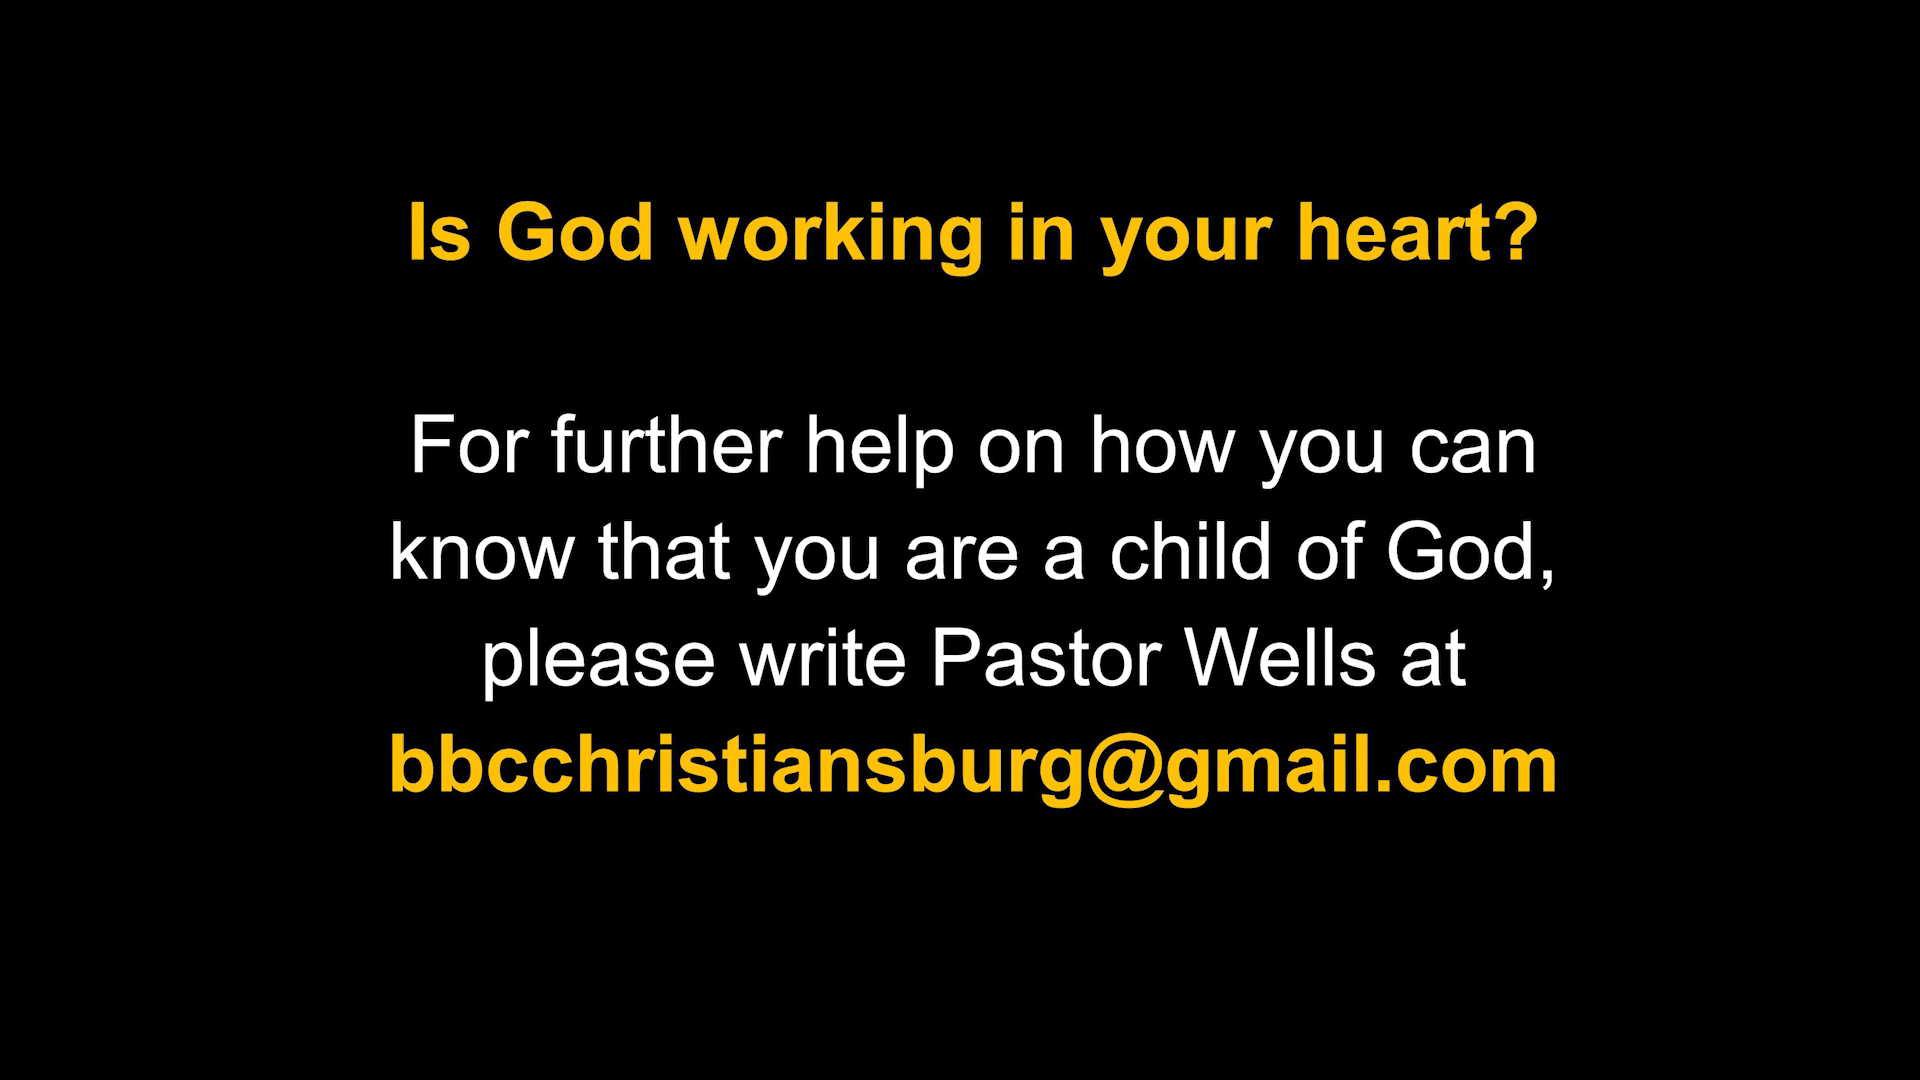 Is God working in your heart?
For further help on how you can
know that you are a child of God,
please write Pastor Wells at
bbcchristiansburg@gmail.com